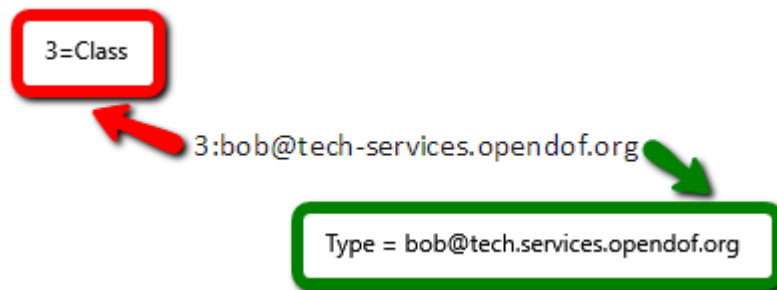 3=Class
3:bob@tech-services.opendof.org
Type = bob@tech.services.opendof.org